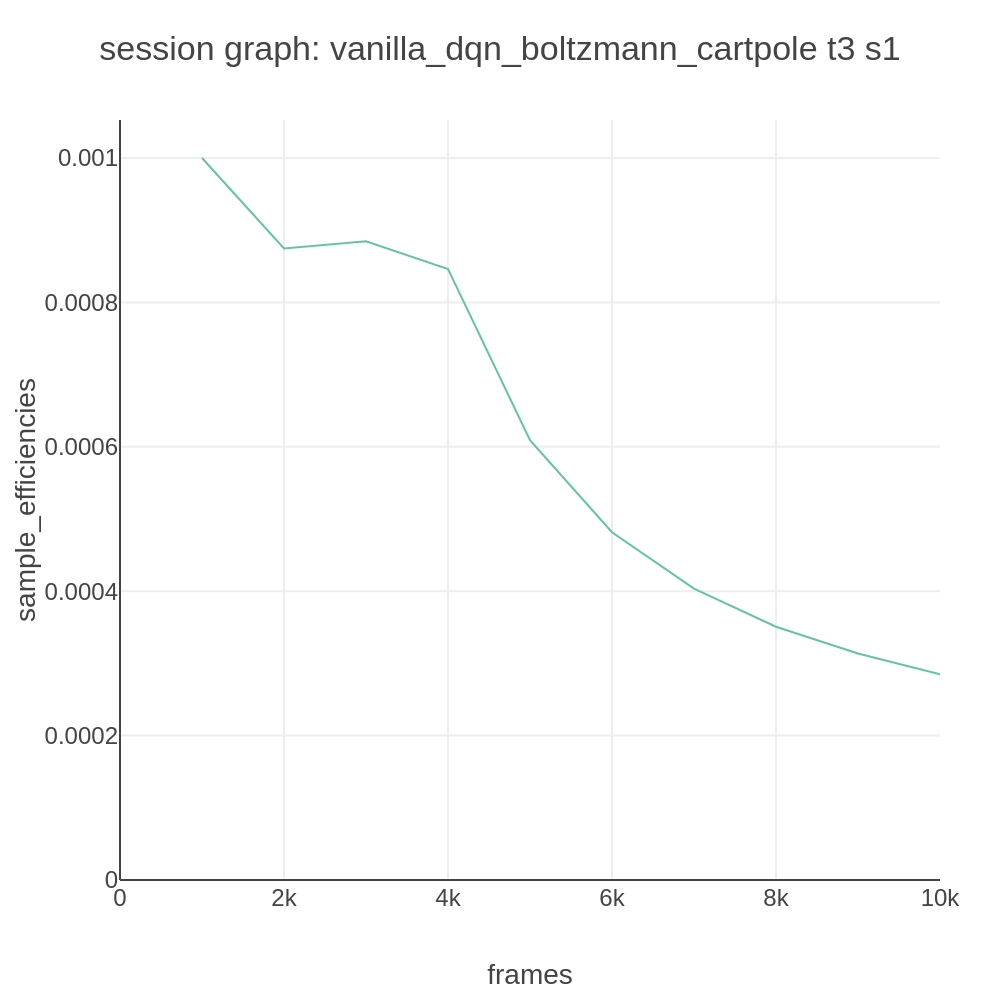 session graph: vanilla_dqn_boltzmann_cartpole t3 s1
sample_efficiencies
0.001
0.0008
0.0006
0.0004
0.0002
0
0 2k 4k 6k 8k 10k
frames